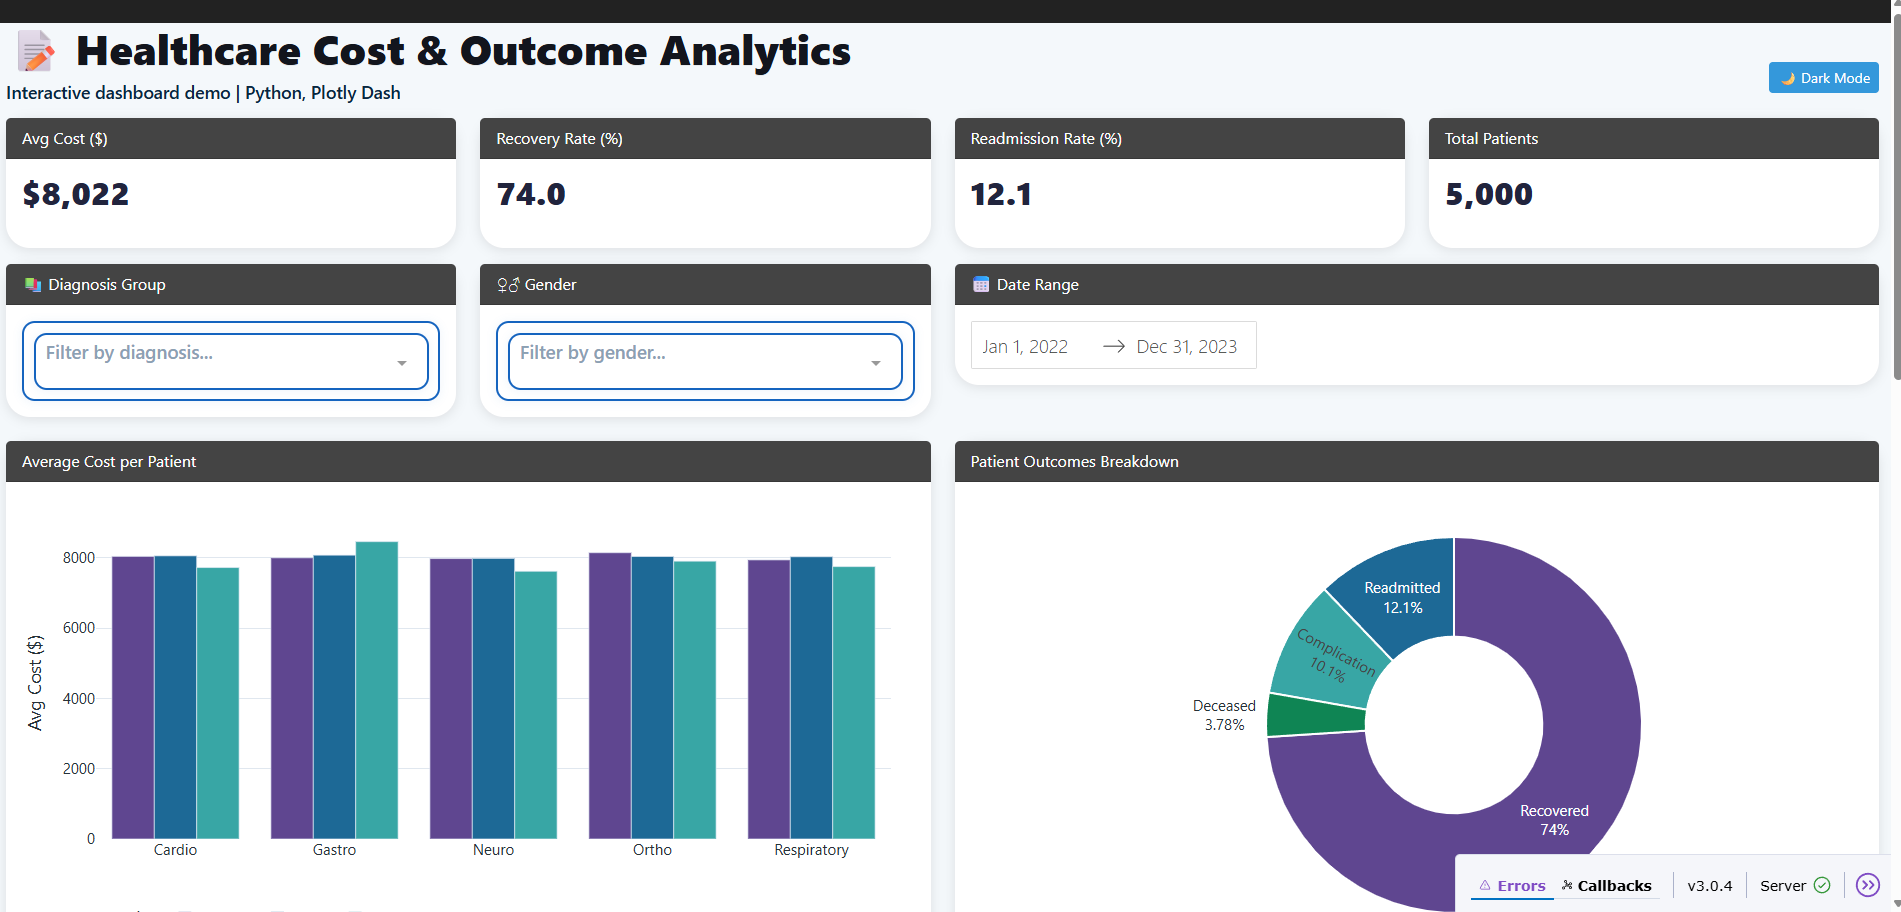 Healthcare Cost & Outcome Analytics
Interactive dashboard demo | Python, Plotly Dash
Dark Mode
Avg Cost ($)
$8,022
Recovery Rate (%)
74.0
Readmission Rate (%)
12.1
Total Patients
5,000
Diagnosis Group
Filter by diagnosis...
Gender
Filter by gender...
Date Range
Jan 1, 2022 → Dec 31, 2023
Average Cost per Patient
Avg Cost ($)
8000
6000
4000
2000
0
Cardio
Gastro
Neuro
Ortho
Respiratory
Patient Outcomes Breakdown
Readmitted
12.1%
Complication
10.1%
Deceased
3.78%
Recovered
74%
Errors
Callbacks
v3.0.4
Server